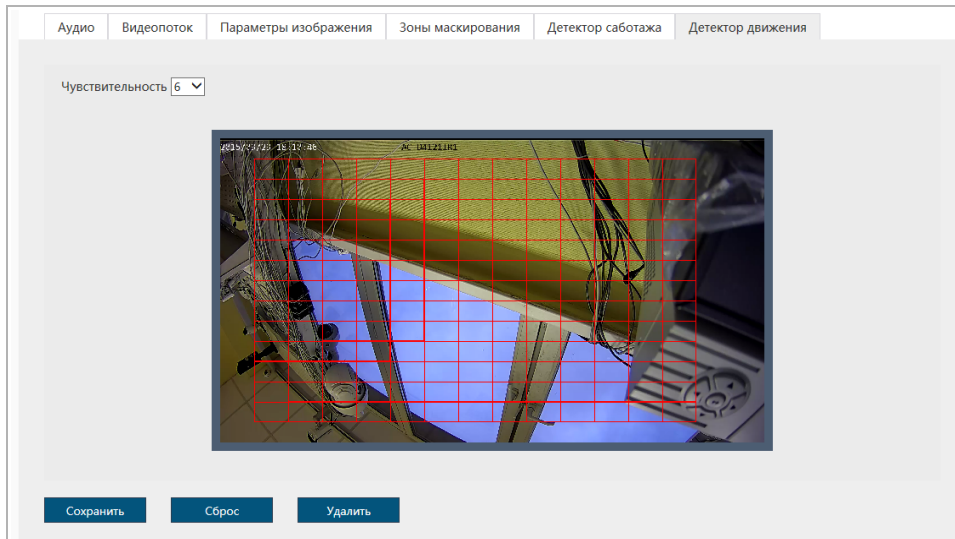 Аудио
Видеопоток
Параметры изображения
Зоны маскирования
Детектор саботажа
Детектор движения
Чувствительность 6
Сохранить
Сброс
Удалить